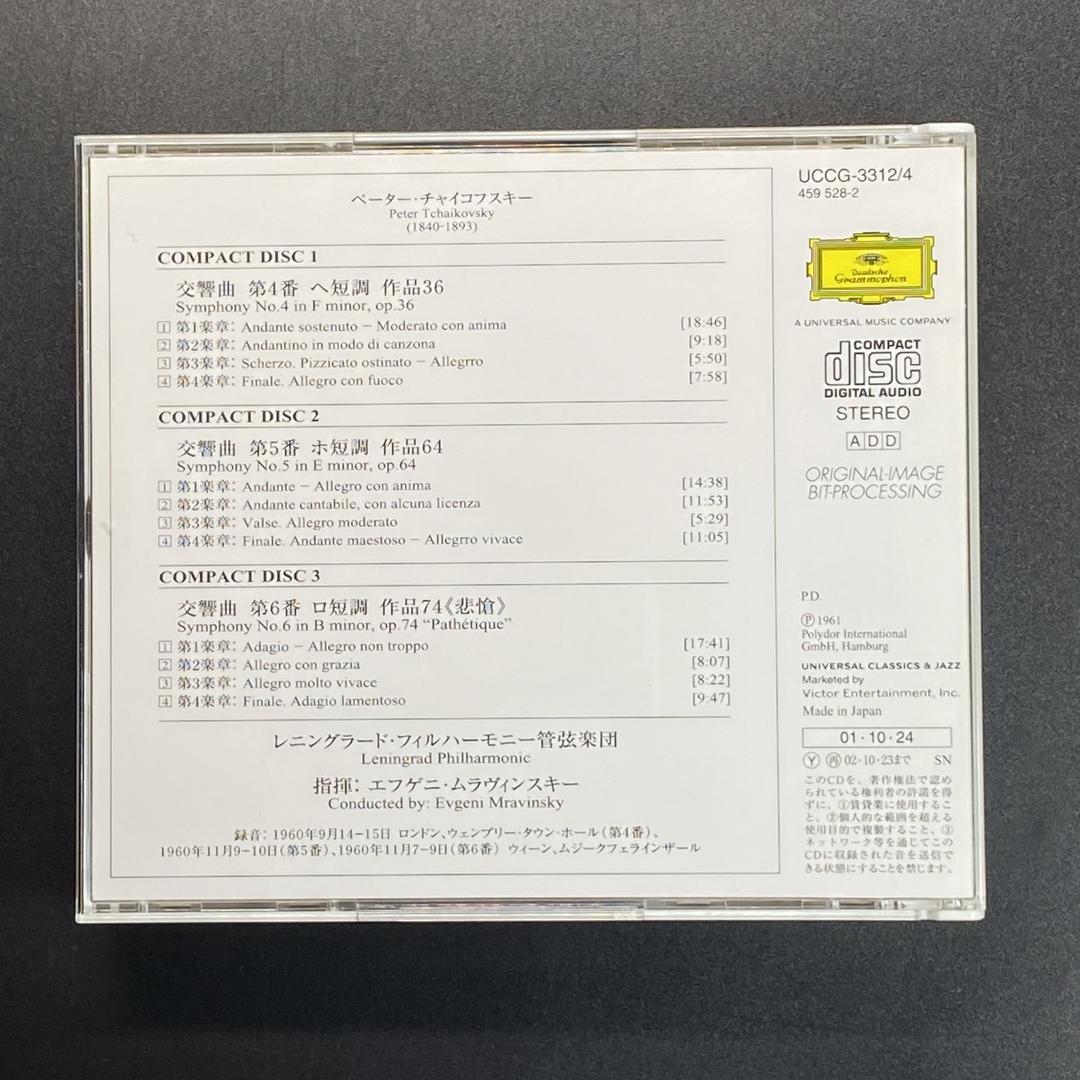 ペーター・チャイコフスキー
Peter Tchaikovsky
(1840-1893)
COMPACT DISC 1
交響曲 第4番 ヘ短調 作品36
Symphony No.4 in F minor, op.36
1 第1楽章: Andante sostenuto – Moderato con anima [18:46]
2 第2楽章: Andantino in modo di canzona [9:18]
3 第3楽章: Scherzo. Pizzicato ostinato – Allegrro [5:50]
4 第4楽章: Finale. Allegro con fuoco [7:58]
COMPACT DISC 2
交響曲 第5番 ホ短調 作品64
Symphony No.5 in E minor, op.64
1 第1楽章: Andante – Allegro con anima [14:38]
2 第2楽章: Andante cantabile, con alcuna licenza [11:53]
3 第3楽章: Valse. Allegro moderato [5:29]
4 第4楽章: Finale. Andante maestoso – Allegrro vivace [11:05]
COMPACT DISC 3
交響曲 第6番 ロ短調 作品74《悲愴》
Symphony No.6 in B minor, op.74 “Pathétique”
1 第1楽章: Adagio – Allegro non troppo [17:41]
2 第2楽章: Allegro con grazia [8:07]
3 第3楽章: Allegro molto vivace [8:22]
4 第4楽章: Finale. Adagio lamentoso [9:47]
レニングラード・フィルハーモニー管弦楽団
Leningrad Philharmonic
指揮: エフゲニ・ムラヴィンスキー
Conducted by: Evgeni Mravinsky
録音: 1960年9月14-15日 ロンドン、ウェンブリー・タウン・ホール(第4番)、
1960年11月9-10日(第5番)、1960年11月7-9日(第6番) ウィーン、ムジークフェラインザール
UCCG-3312/4
459 528-2
Deutsche
Grammophon
A UNIVERSAL MUSIC COMPANY
COMPACT
disc
DIGITAL AUDIO
STEREO
ADD
ORIGINAL-IMAGE
BIT-PROCESSING
P.D.
Ⓟ1961
Polydor International
GmbH, Hamburg
UNIVERSAL CLASSICS & JAZZ
Marketed by
Victor Entertainment, Inc.
Made in Japan
01・10・24
Ⓨ ㊥再 02・10・23まで SN
このCDを、著作権法で認め
られている権利者の許諾を得
ずに、①賃貸業に使用するこ
と、②個人的な範囲を超える
使用目的で複製すること、③
ネットワーク等を通じてこの
CDに収録された音を送信で
きる状態にすることを禁じます。